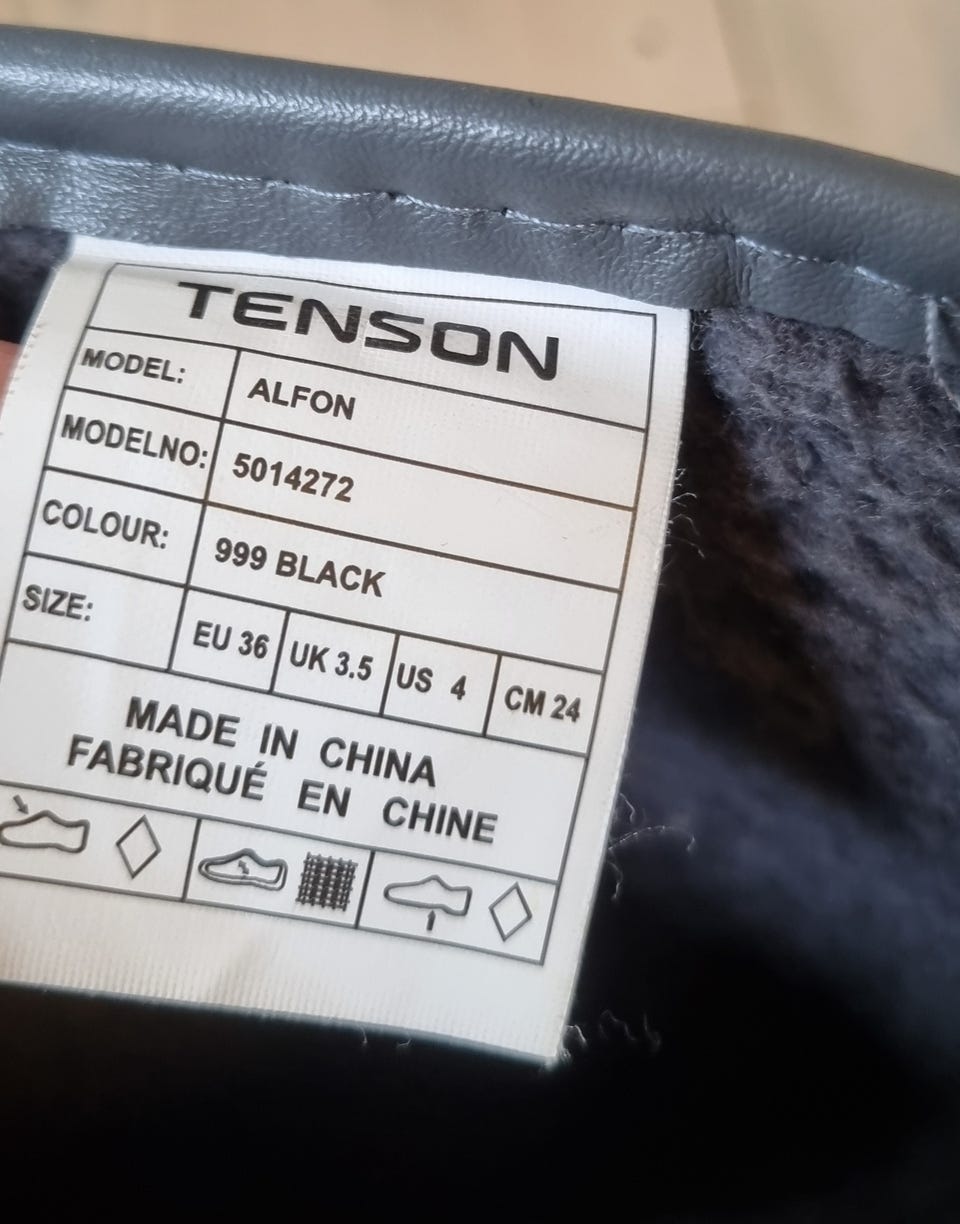 TENSON
MODEL: ALFON
MODELNO: 5014272
COLOUR: 999 BLACK
SIZE: EU 36 UK 3.5 US 4 CM 24
MADE IN CHINA
FABRIQUÉ EN CHINE